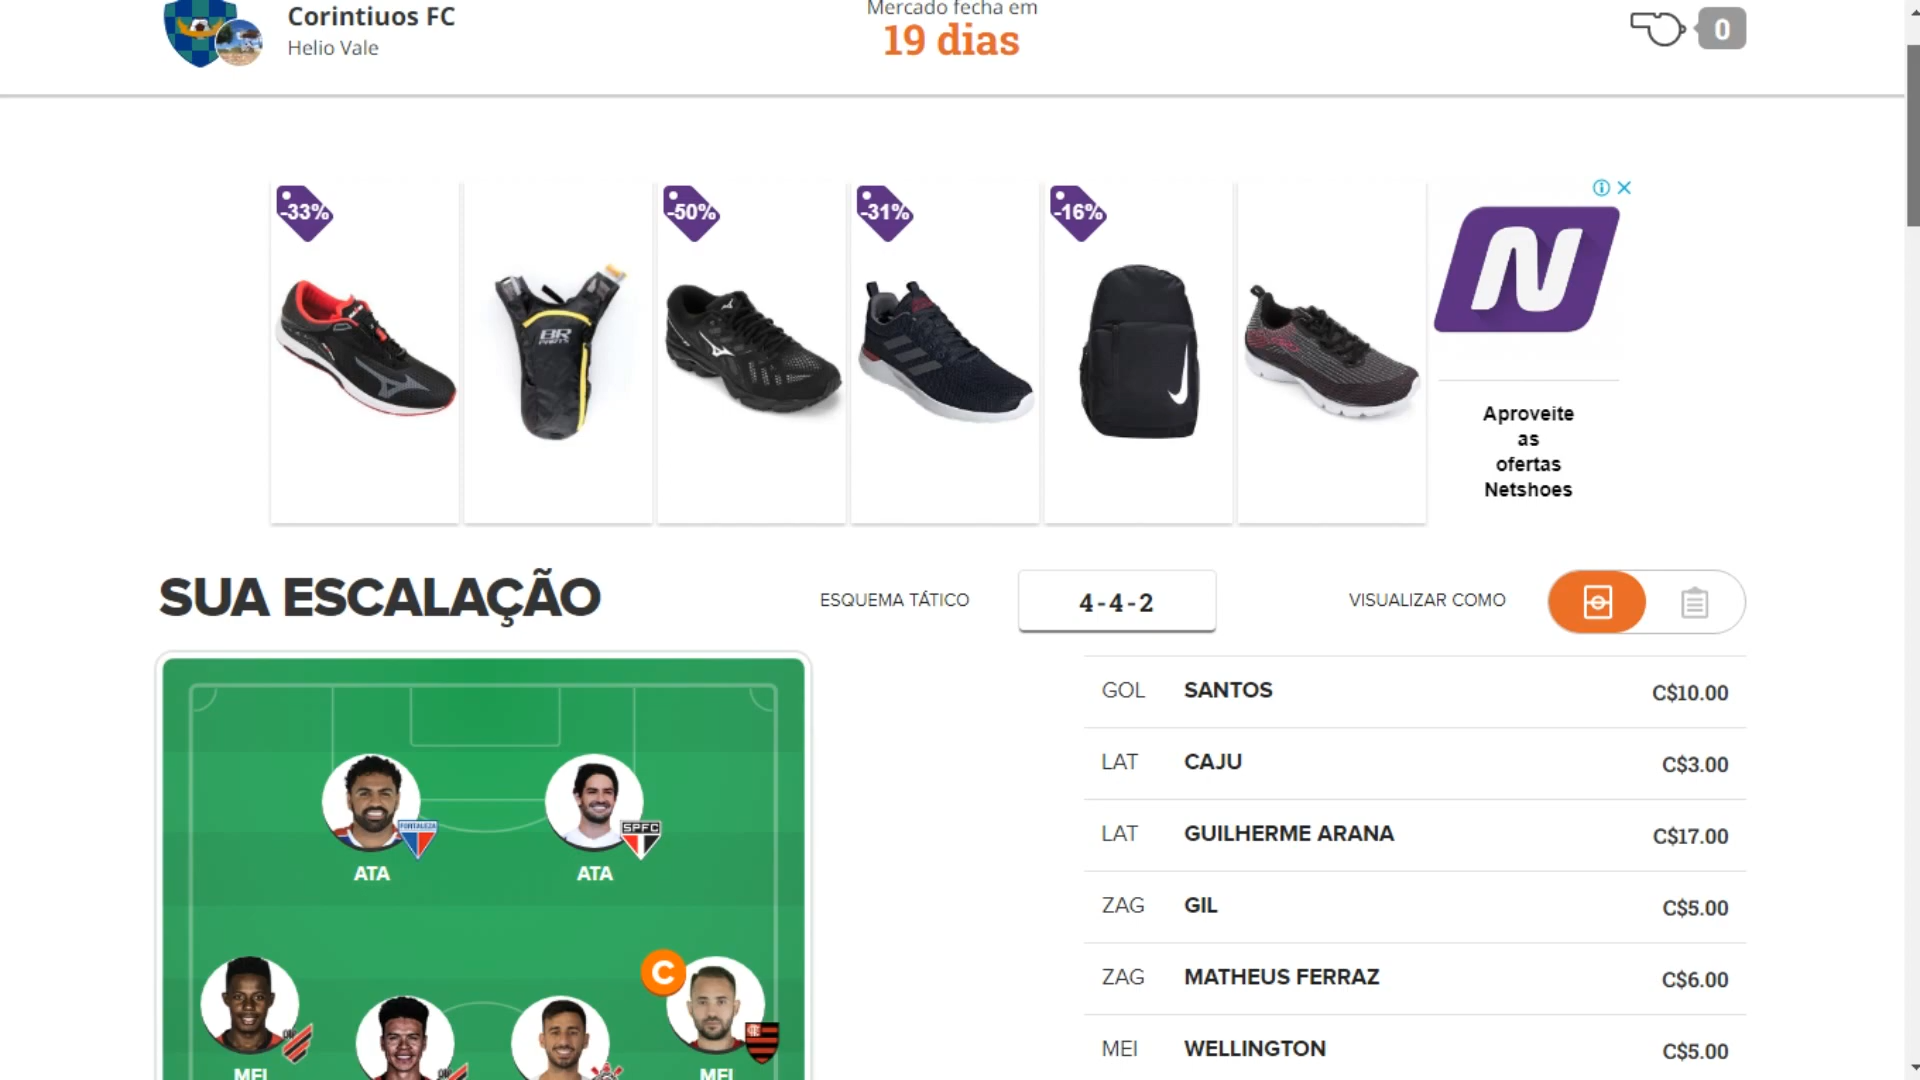 Corintiuos FC
Helio Vale
Mercado fecha em
19 dias
0
-33%
-50%
-31%
-16%
BR
PARTS
N
Aproveite
as
ofertas
Netshoes
SUA ESCALAÇÃO
ESQUEMA TÁTICO
4-4-2
VISUALIZAR COMO
FORTALEZA
SPFC
ATA
ATA
C
MEI
MEI
GOL SANTOS C$10.00
LAT CAJU C$3.00
LAT GUILHERME ARANA C$17.00
ZAG GIL C$5.00
ZAG MATHEUS FERRAZ C$6.00
MEI WELLINGTON C$5.00